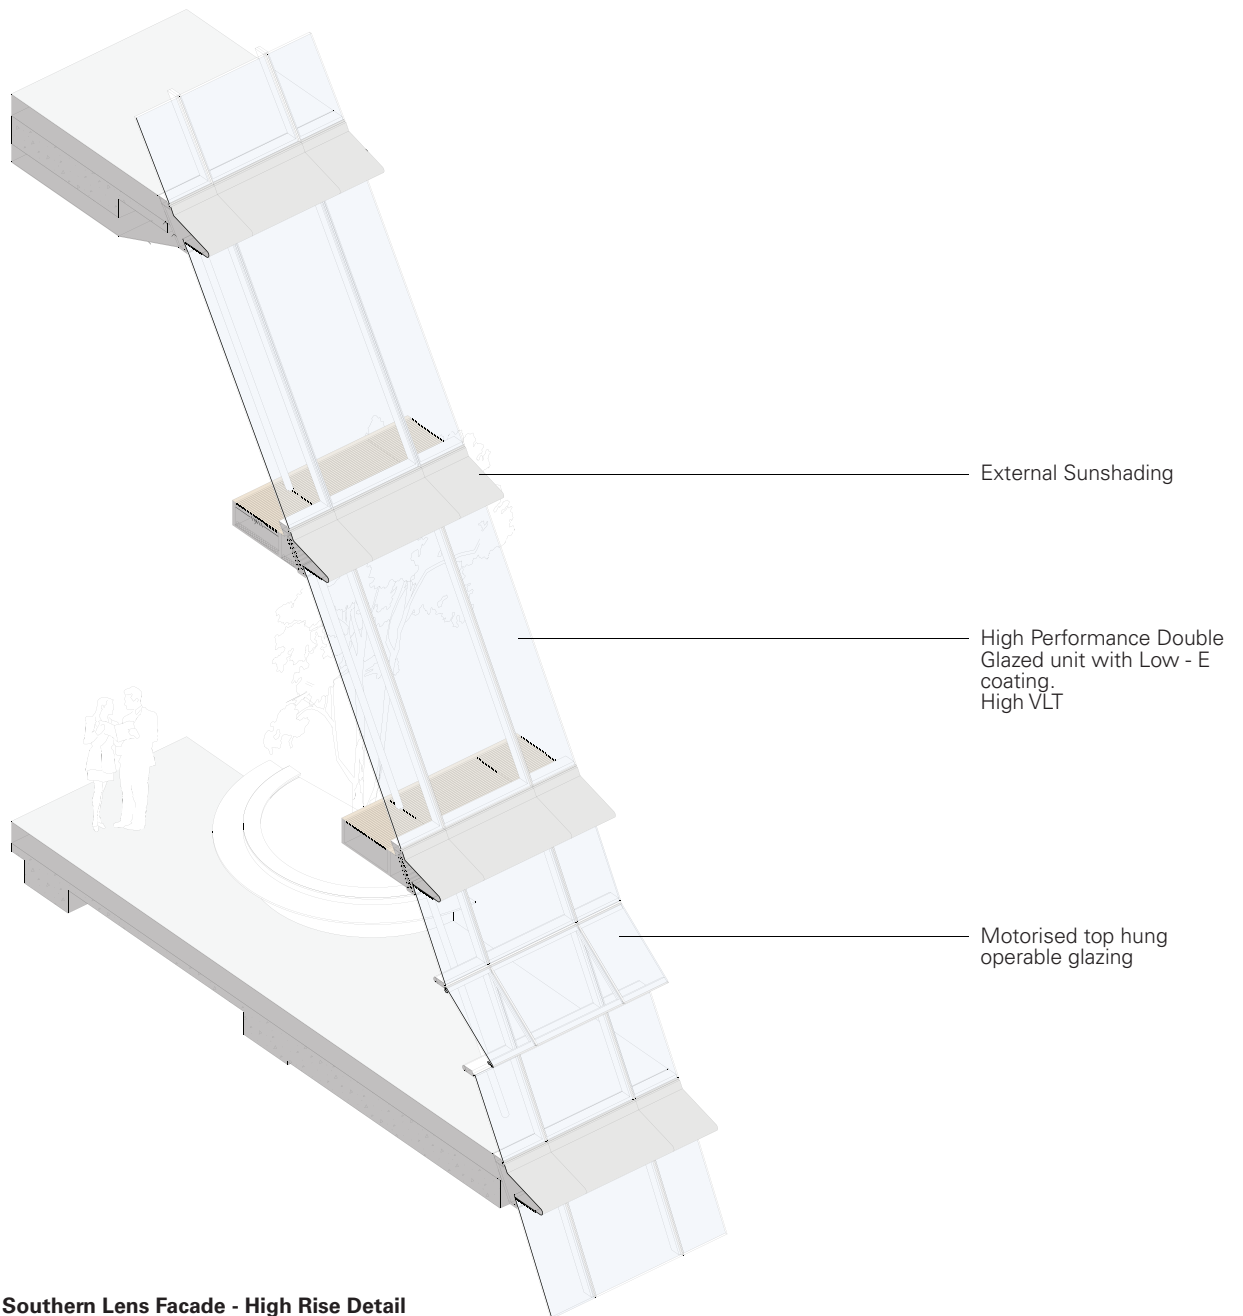 External Sunshading
High Performance Double
Glazed unit with Low - E
coating.
High VLT
Motorised top hung
operable glazing
Southern Lens Facade - High Rise Detail